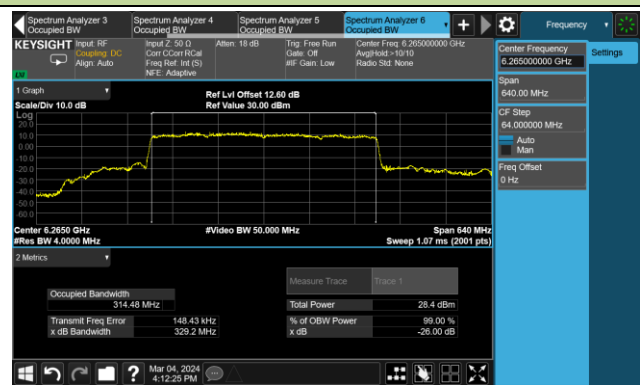 Spectrum Analyzer 3
Occupied BW
Spectrum Analyzer 4
Occupied BW
Spectrum Analyzer 5
Occupied BW
Spectrum Analyzer 6
Occupied BW
Frequency
KEYSIGHT
Input: RF
Coupling: DC
Align: Auto
Input Z: 50 Ω
Corr CCorr RCal
Freq Ref: Int (S)
NFE: Adaptive
Atten: 18 dB
Trig: Free Run
Gate: Off
#IF Gain: Low
Center Freq: 6.265000000 GHz
Avg|Hold:>10/10
Radio Std: None
Center Frequency
6.265000000 GHz
Settings
Span
640.00 MHz
CF Step
64.000000 MHz
Auto
Man
Freq Offset
0 Hz
1 Graph
Scale/Div 10.0 dB
Ref Lvl Offset 12.60 dB
Ref Value 30.00 dBm
Log
20.0
10.0
0.00
-10.0
-20.0
-30.0
-40.0
-50.0
-60.0
Center 6.2650 GHz
#Res BW 4.0000 MHz
#Video BW 50.000 MHz
Span 640 MHz
Sweep 1.07 ms (2001 pts)
2 Metrics
Measure Trace
Trace 1
Occupied Bandwidth
314.48 MHz
Total Power
28.4 dBm
Transmit Freq Error
148.43 kHz
% of OBW Power
99.00 %
x dB Bandwidth
329.2 MHz
x dB
-26.00 dB
Mar 04, 2024
4:12:25 PM